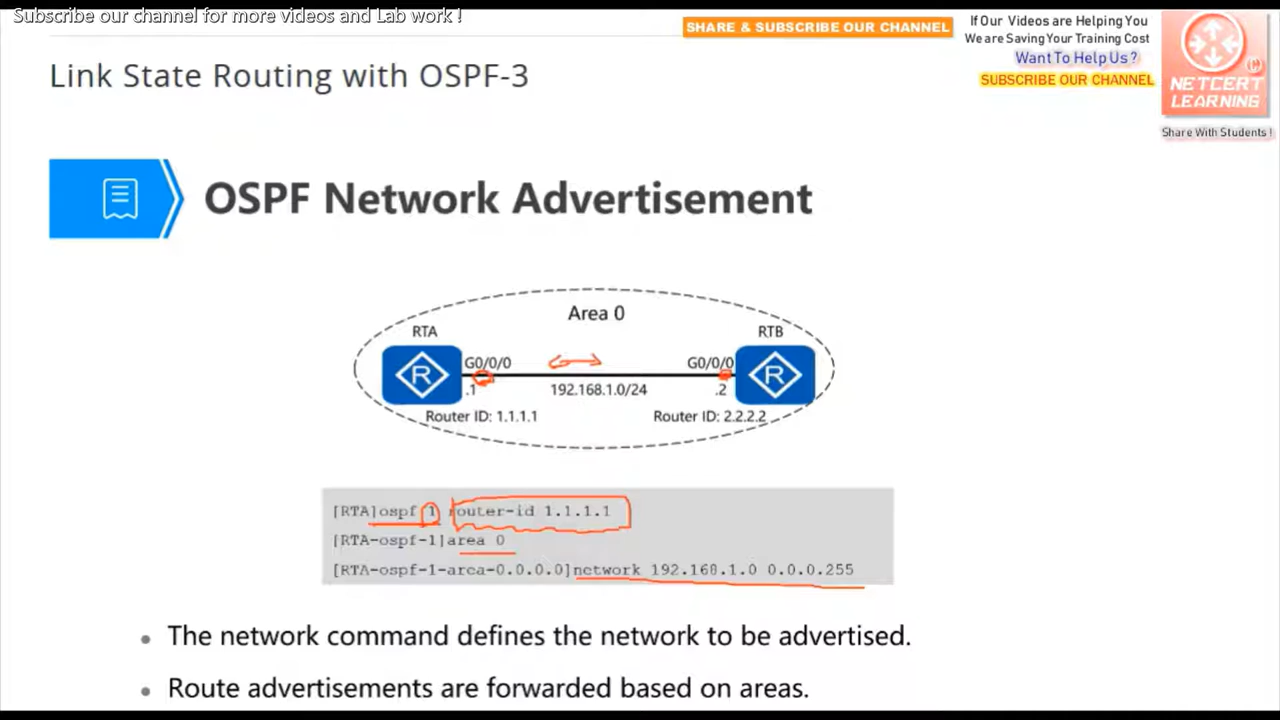 Subscribe our channel for more videos and Lab work !
SHARE & SUBSCRIBE OUR CHANNEL
If Our Videos are Helping You
We are Saving Your Training Cost
Want To Help Us ?
SUBSCRIBE OUR CHANNEL
NETCERT
LEARNING
Share With Students !
Link State Routing with OSPF-3
OSPF Network Advertisement
Area 0
RTA
RTB
G0/0/0
G0/0/0
R
R
.1
192.168.1.0/24
.2
Router ID: 1.1.1.1
Router ID: 2.2.2.2
[RTA]ospf 1 router-id 1.1.1.1
[RTA-ospf-1]area 0
[RTA-ospf-1-area-0.0.0.0]network 192.168.1.0 0.0.0.255
• The network command defines the network to be advertised.
• Route advertisements are forwarded based on areas.